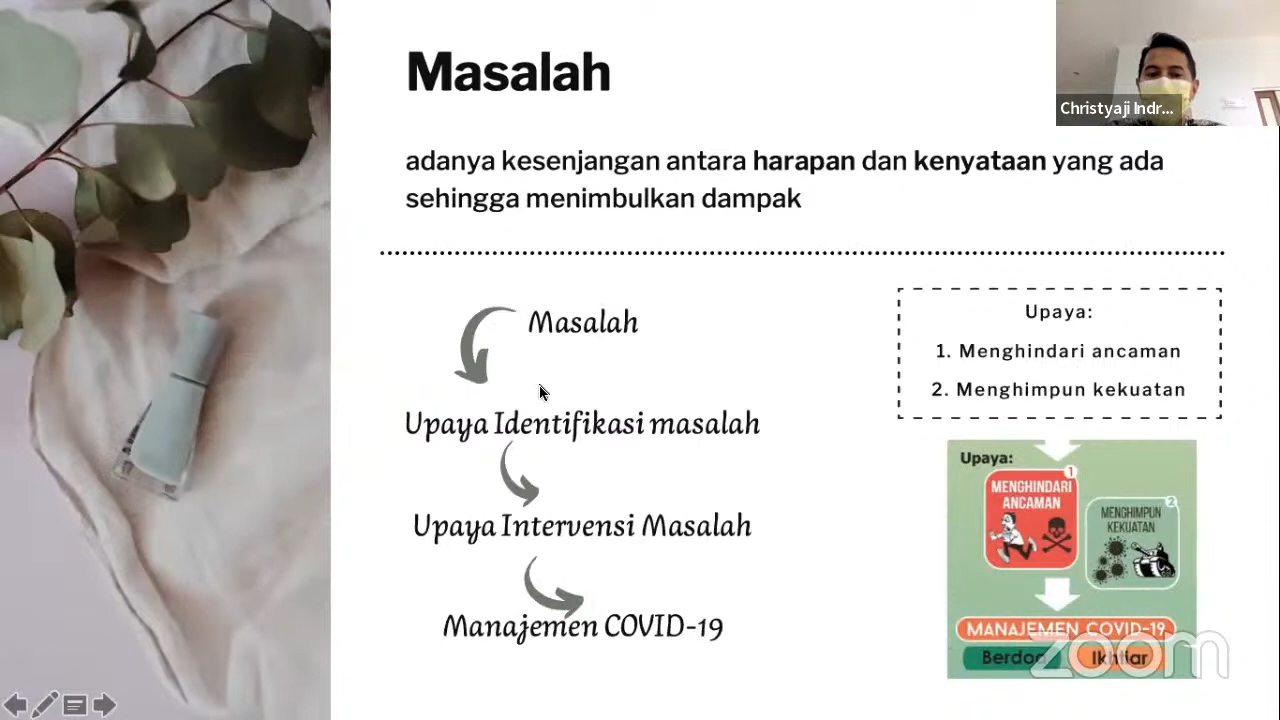 Masalah
Christyaji Indr...
adanya kesenjangan antara harapan dan kenyataan yang ada
sehingga menimbulkan dampak
Masalah
Upaya Identifikasi masalah
Upaya Intervensi Masalah
Manajemen COVID-19
Upaya:
1. Menghindari ancaman
2. Menghimpun kekuatan
Upaya:
1
MENGHINDARI
ANCAMAN
2
MENGHIMPUN
KEKUATAN
MANAJEMEN COVID-19
Berdoa
Ikhtiar
zoom